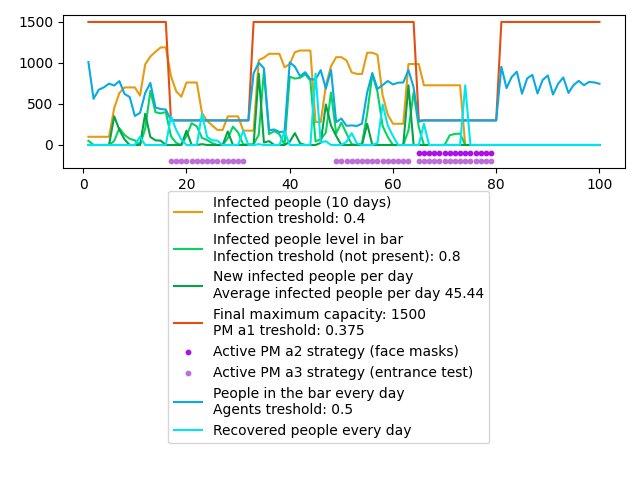 1500
1000
500
0
0
20
40
60
80
100
Infected people (10 days)
Infection treshold: 0.4
Infected people level in bar
Infection treshold (not present): 0.8
New infected people per day
Average infected people per day 45.44
Final maximum capacity: 1500
PM a1 treshold: 0.375
Active PM a2 strategy (face masks)
Active PM a3 strategy (entrance test)
People in the bar every day
Agents treshold: 0.5
Recovered people every day